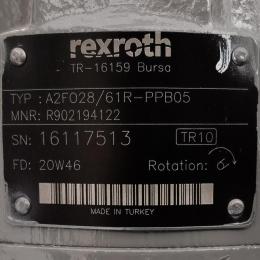 rexroth
TR-16159 Bursa
TYP : A2FO28/61R-PPB05
MNR: R902194122
SN: 16117513 TR10
FD: 20W46 Rotation:
MADE IN TURKEY